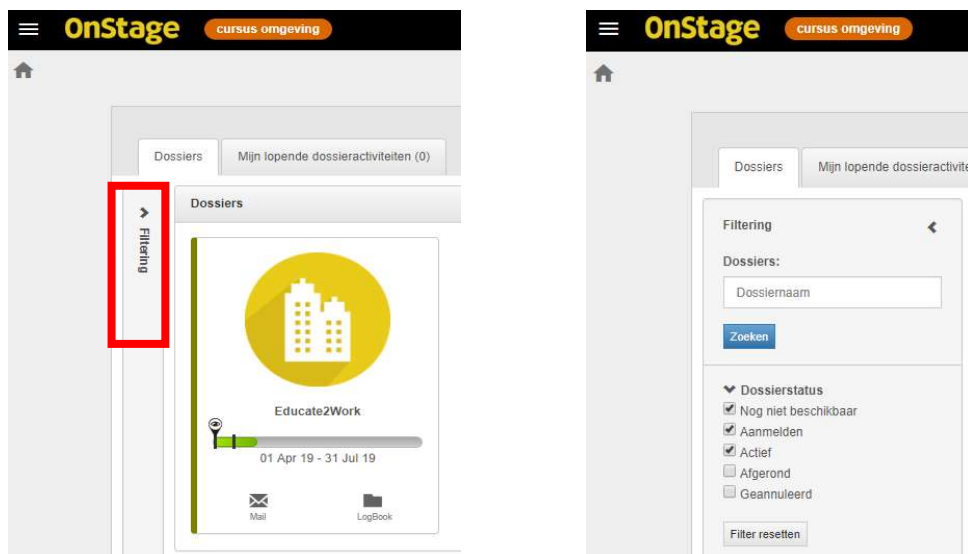 OnStage cursus omgeving
Dossiers Mijn lopende dossieractiviteiten (0)
Filtering
Dossiers
Educate2Work
01 Apr 19 - 31 Jul 19
Mail LogBook
OnStage cursus omgeving
Dossiers Mijn lopende dossieractivite
Filtering
Dossiers:
Dossiernaam
Zoeken
Dossierstatus
Nog niet beschikbaar
Aanmelden
Actief
Afgerond
Geannuleerd
Filter resetten